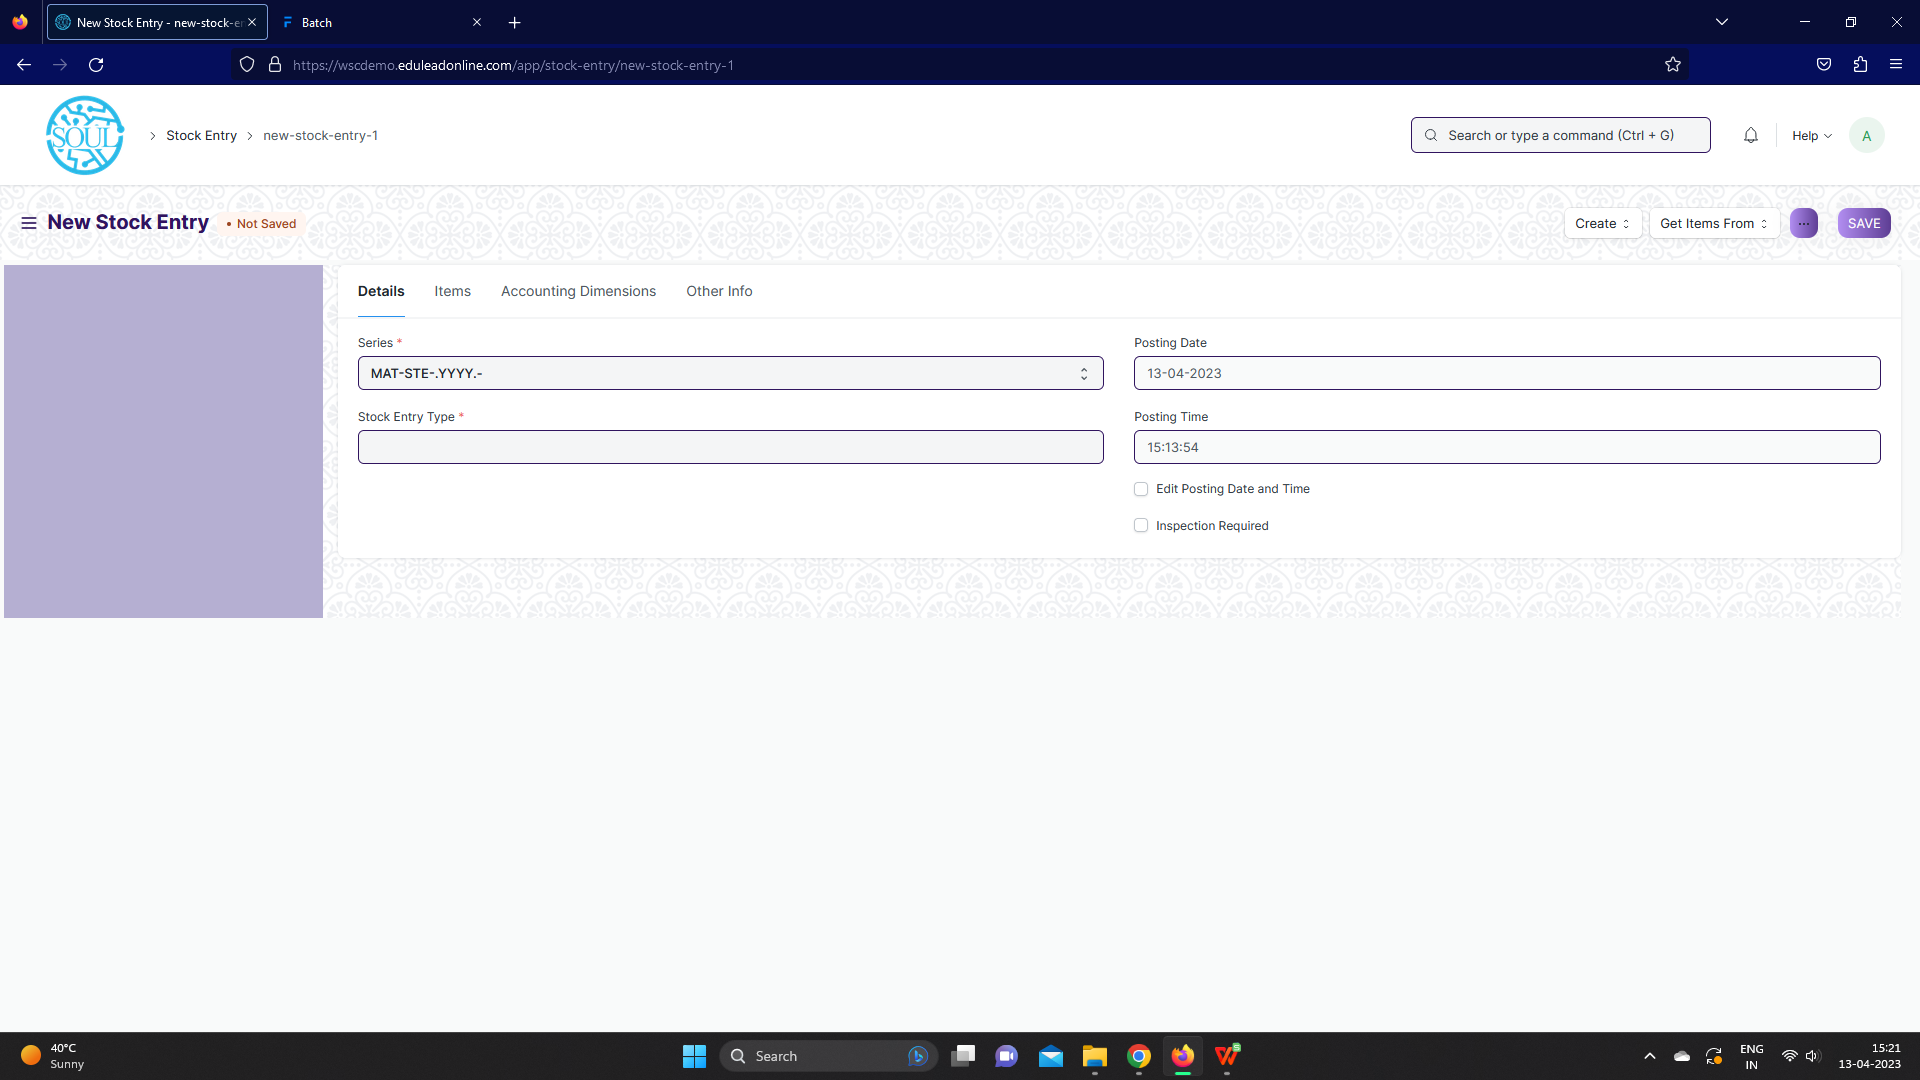 New Stock Entry - new-stock-en
Batch
https://wscdemo.eduleadonline.com/app/stock-entry/new-stock-entry-1
SOUL
Stock Entry
new-stock-entry-1
Search or type a command (Ctrl + G)
Help
A
New Stock Entry
• Not Saved
Create
Get Items From
...
SAVE
Details
Items
Accounting Dimensions
Other Info
Series *
MAT-STE-.YYYY.-
Posting Date
13-04-2023
Stock Entry Type *
Posting Time
15:13:54
Edit Posting Date and Time
Inspection Required
40°C
Sunny
Search
ENG
IN
15:21
13-04-2023